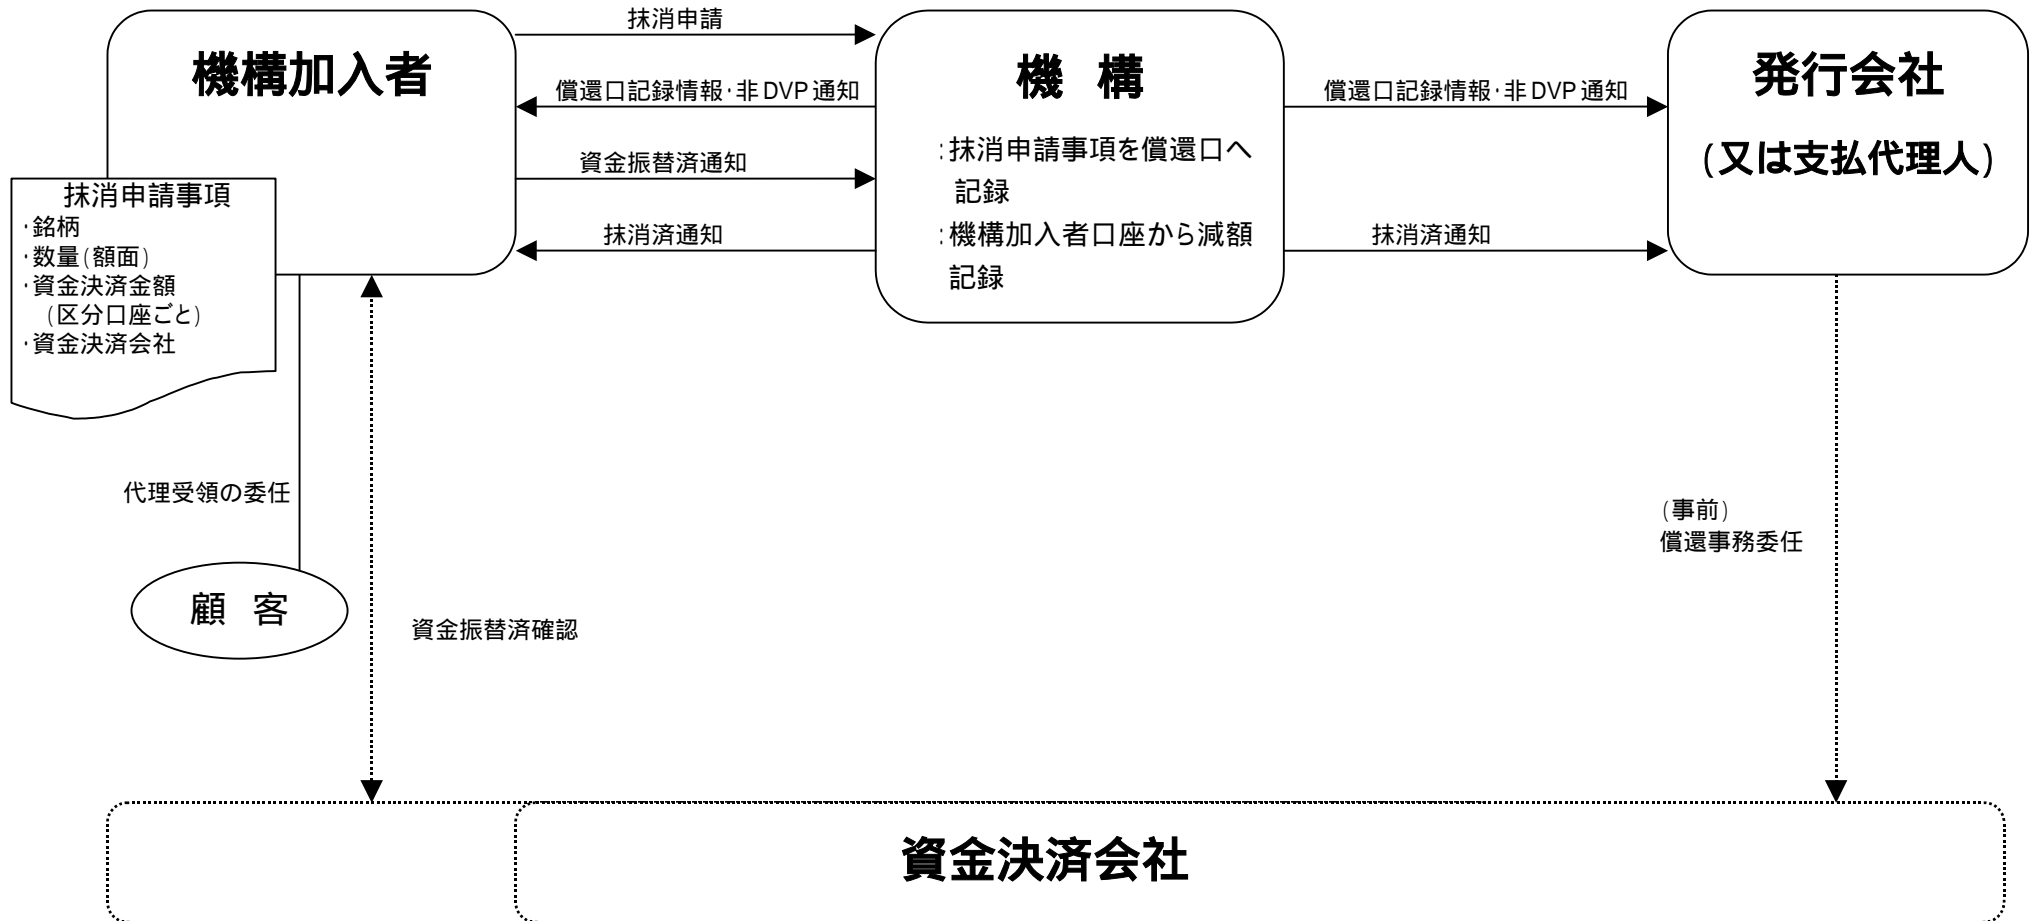 抹消申請
機構加入者
機 構
発行会社
償還口記録情報・非DVP通知
償還口記録情報・非DVP通知
(又は支払代理人)
:抹消申請事項を償還口へ
記録
資金振替済通知
抹消申請事項
・銘柄
・数量(額面)
・資金決済金額
(区分口座ごと)
・資金決済会社
抹消済通知
:機構加入者口座から減額
記録
抹消済通知
代理受領の委任
(事前)
償還事務委任
顧 客
資金振替済確認
資金決済会社